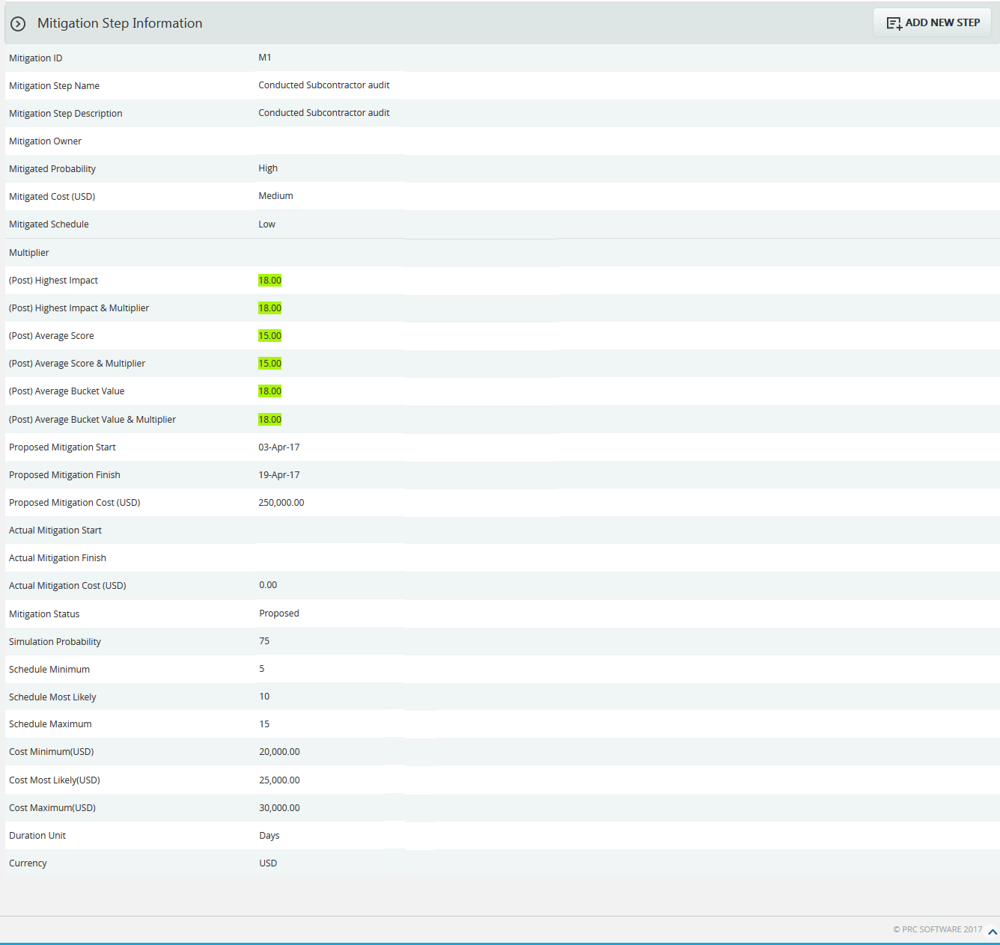 Mitigation Step Information
ADD NEW STEP
Mitigation ID M1
Mitigation Step Name Conducted Subcontractor audit
Mitigation Step Description Conducted Subcontractor audit
Mitigation Owner
Mitigated Probability High
Mitigated Cost (USD) Medium
Mitigated Schedule Low
Multiplier
(Post) Highest Impact 18.00
(Post) Highest Impact & Multiplier 18.00
(Post) Average Score 15.00
(Post) Average Score & Multiplier 15.00
(Post) Average Bucket Value 18.00
(Post) Average Bucket Value & Multiplier 18.00
Proposed Mitigation Start 03-Apr-17
Proposed Mitigation Finish 19-Apr-17
Proposed Mitigation Cost (USD) 250,000.00
Actual Mitigation Start
Actual Mitigation Finish
Actual Mitigation Cost (USD) 0.00
Mitigation Status Proposed
Simulation Probability 75
Schedule Minimum 5
Schedule Most Likely 10
Schedule Maximum 15
Cost Minimum(USD) 20,000.00
Cost Most Likely(USD) 25,000.00
Cost Maximum(USD) 30,000.00
Duration Unit Days
Currency USD
© PRC SOFTWARE 2017